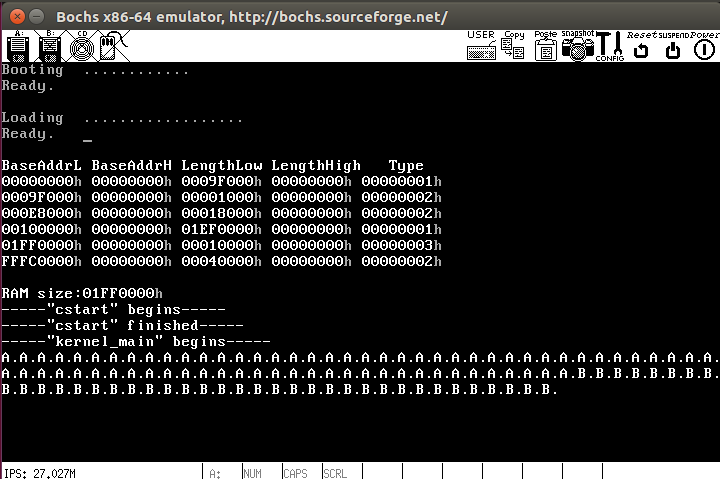 Bochs x86-64 emulator, http://bochs.sourceforge.net/
A: B: CD USER Copy Paste snapshot CONFIG Reset SUSPEND Power
Booting  ............
Ready.
Loading  ..................
Ready.   _
BaseAddrL BaseAddrH LengthLow LengthHigh   Type
00000000h 00000000h 0009F000h 00000000h 00000001h
0009F000h 00000000h 00001000h 00000000h 00000002h
000E8000h 00000000h 00018000h 00000000h 00000002h
00100000h 00000000h 01EF0000h 00000000h 00000001h
01FF0000h 00000000h 00010000h 00000000h 00000003h
FFFC0000h 00000000h 00040000h 00000000h 00000002h
RAM size:01FF0000h
-----"cstart" begins-----
-----"cstart" finished-----
-----"kernel_main" begins-----
A.A.A.A.A.A.A.A.A.A.A.A.A.A.A.A.A.A.A.A.A.A.A.A.A.A.A.A.A.A.A.A.A.A.A.A.A.A.A.A.
A.A.A.A.A.A.A.A.A.A.A.A.A.A.A.A.A.A.A.A.A.A.A.A.A.A.A.A.A.A.A.A.B.B.B.B.B.B.B.B.
B.B.B.B.B.B.B.B.B.B.B.B.B.B.B.B.B.B.B.B.B.B.B.B.B.B.B.B.B.B.B.
IPS: 27.027M A: NUM CAPS SCRL